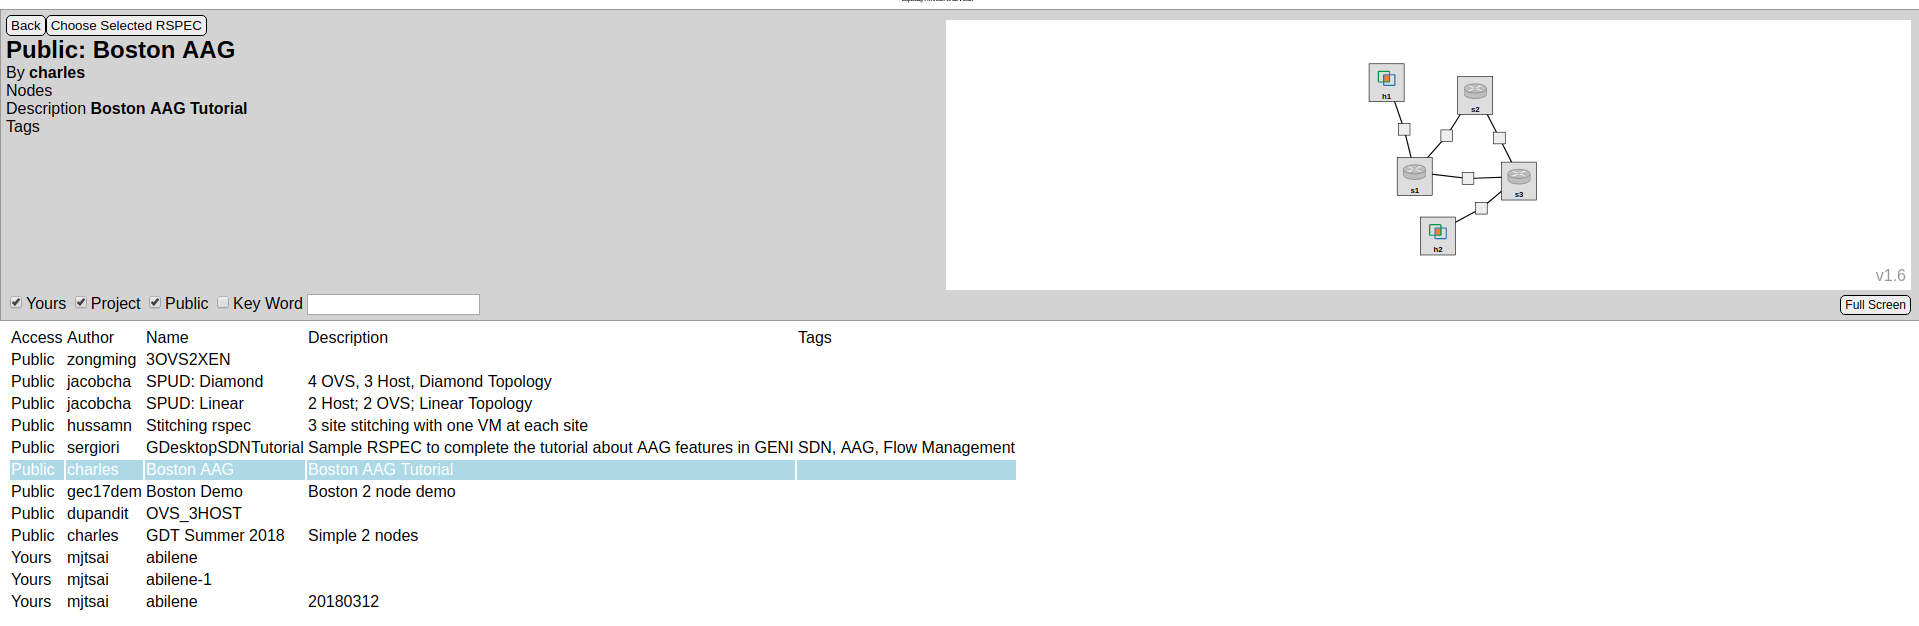 Back Choose Selected RSPEC
Public: Boston AAG
By charles
Nodes
Description Boston AAG Tutorial
Tags
h1
s2
s1
s3
h2
v1.6
Yours Project Public Key Word
Full Screen
Access Author Name Description Tags
Public zongming 3OVS2XEN
Public jacobcha SPUD: Diamond 4 OVS, 3 Host, Diamond Topology
Public jacobcha SPUD: Linear 2 Host; 2 OVS; Linear Topology
Public hussamn Stitching rspec 3 site stitching with one VM at each site
Public sergiori GDesktopSDNTutorial Sample RSPEC to complete the tutorial about AAG features in GENI SDN, AAG, Flow Management
Public charles Boston AAG Boston AAG Tutorial
Public gec17dem Boston Demo Boston 2 node demo
Public dupandit OVS_3HOST
Public charles GDT Summer 2018 Simple 2 nodes
Yours mjtsai abilene
Yours mjtsai abilene-1
Yours mjtsai abilene 20180312